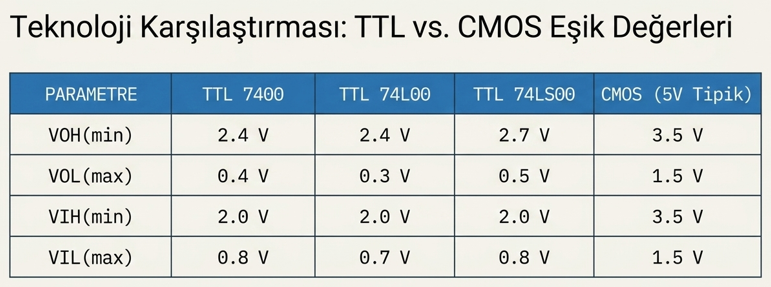 Teknoloji Karşılaştırması: TTL vs. CMOS Eşik Değerleri
PARAMETRE TTL 7400 TTL 74L00 TTL 74LS00 CMOS (5V Tipik)
VOH(min) 2.4 V 2.4 V 2.7 V 3.5 V
VOL(max) 0.4 V 0.3 V 0.5 V 1.5 V
VIH(min) 2.0 V 2.0 V 2.0 V 3.5 V
VIL(max) 0.8 V 0.7 V 0.8 V 1.5 V